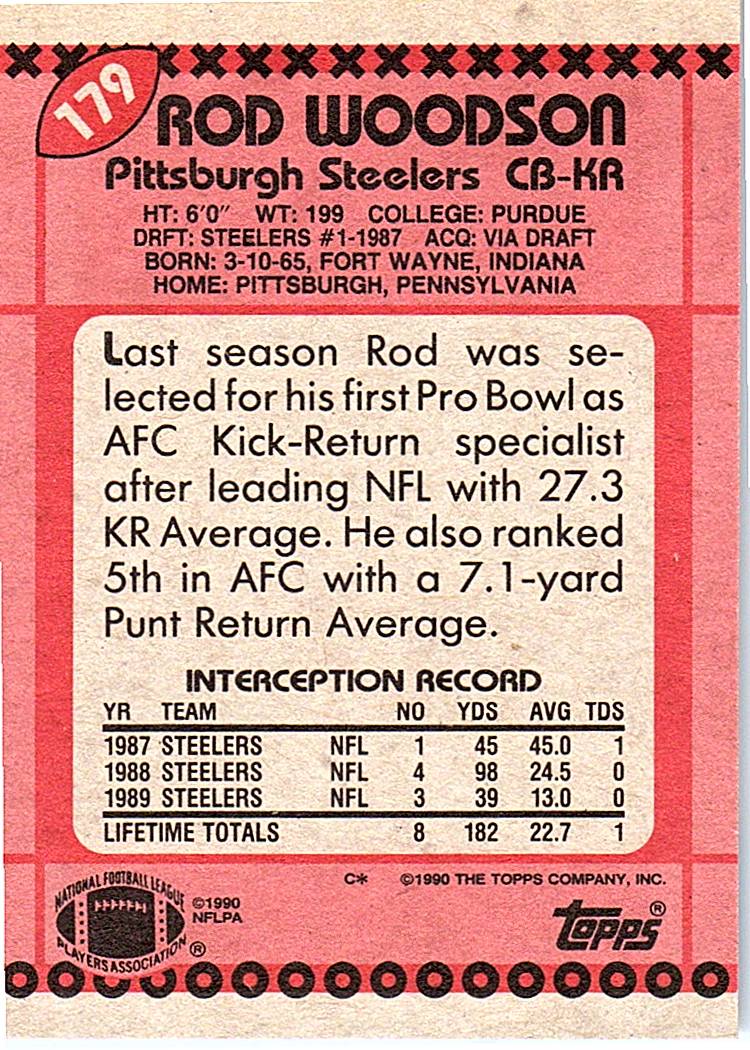 179
ROD WOODSON
Pittsburgh Steelers CB-KR
HT: 6'0" WT: 199 COLLEGE: PURDUE
DRFT: STEELERS #1-1987 ACQ: VIA DRAFT
BORN: 3-10-65, FORT WAYNE, INDIANA
HOME: PITTSBURGH, PENNSYLVANIA
Last season Rod was se-
lected for his first Pro Bowl as
AFC Kick-Return specialist
after leading NFL with 27.3
KR Average. He also ranked
5th in AFC with a 7.1-yard
Punt Return Average.
INTERCEPTION RECORD
YR TEAM NO YDS AVG TDS
1987 STEELERS NFL 1 45 45.0 1
1988 STEELERS NFL 4 98 24.5 0
1989 STEELERS NFL 3 39 13.0 0
LIFETIME TOTALS 8 182 22.7 1
C* ©1990 THE TOPPS COMPANY, INC.
NATIONAL FOOTBALL LEAGUE
PLAYERS ASSOCIATION ®
©1990
NFLPA
topps ®